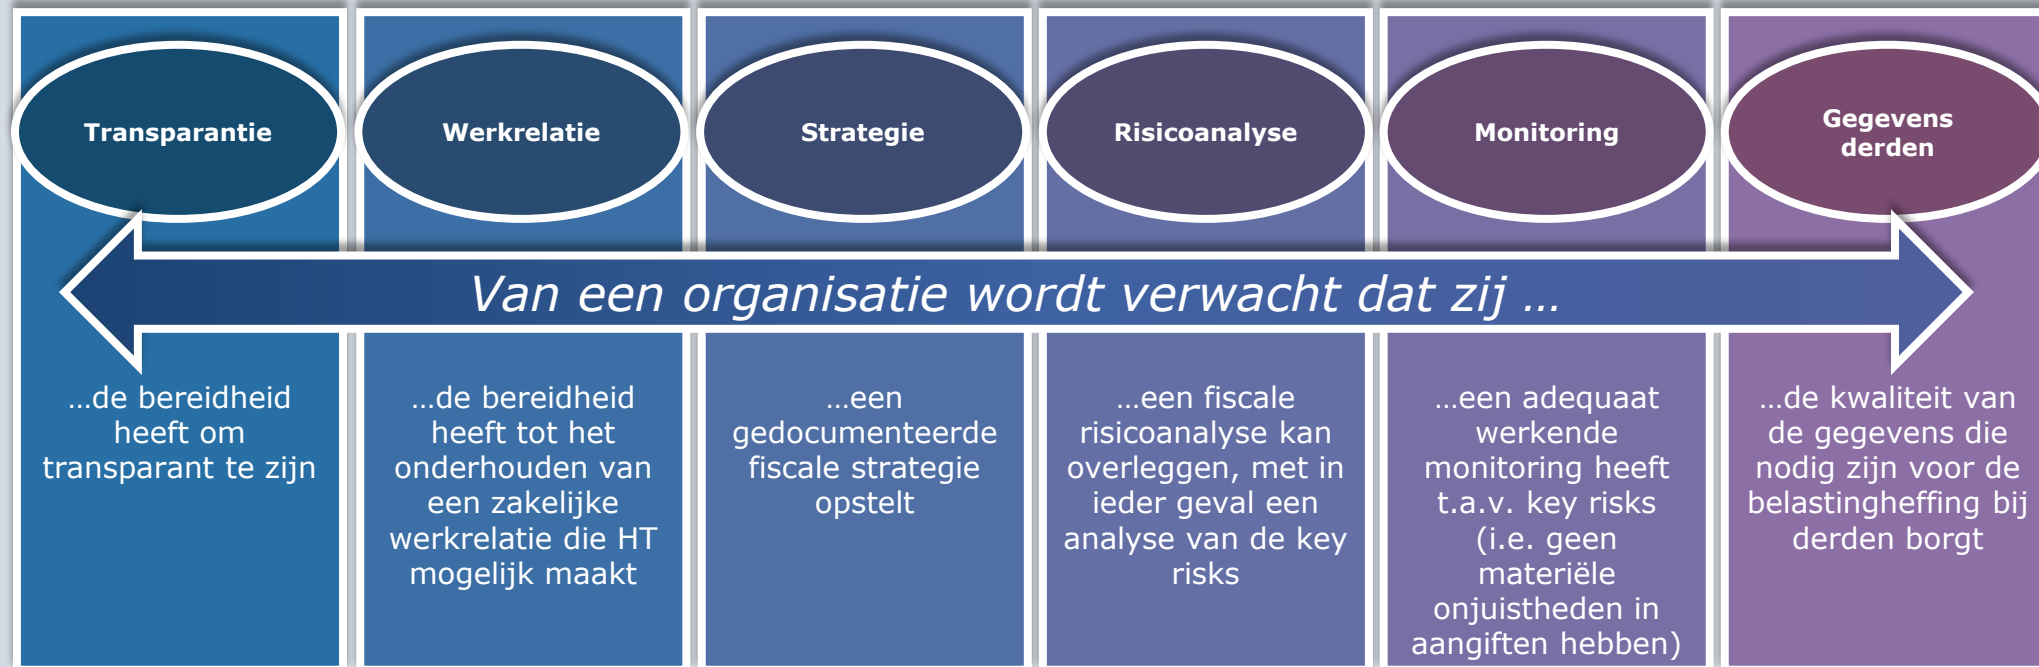 Transparantie
Werkrelatie
Strategie
Risicoanalyse
Monitoring
Gegevens
derden
Van een organisatie wordt verwacht dat zij ...
...de bereidheid
heeft om
transparant te zijn
...de bereidheid
heeft tot het
onderhouden van
een zakelijke
werkrelatie die HT
mogelijk maakt
...een
gedocumenteerde
fiscale strategie
opstelt
...een fiscale
risicoanalyse kan
overleggen, met in
ieder geval een
analyse van de key
risks
...een adequaat
werkende
monitoring heeft
t.a.v. key risks
(i.e. geen
materiële
onjuistheden in
aangiften hebben)
...de kwaliteit van
de gegevens die
nodig zijn voor de
belastingheffing bij
derden borgt